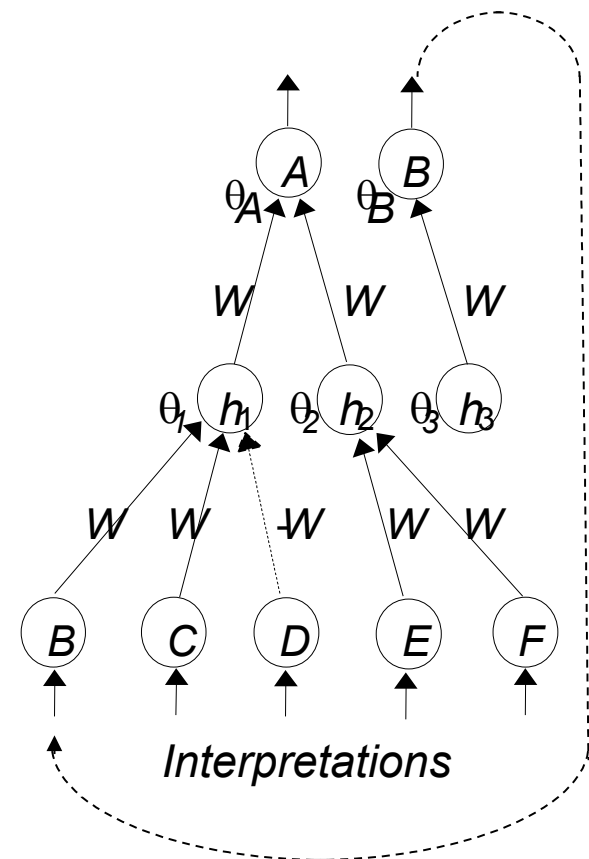 A B
θA θB
W W W
θ1 h1 θ2 h2 θ3 h3
W W -W W W
B C D E F
Interpretations